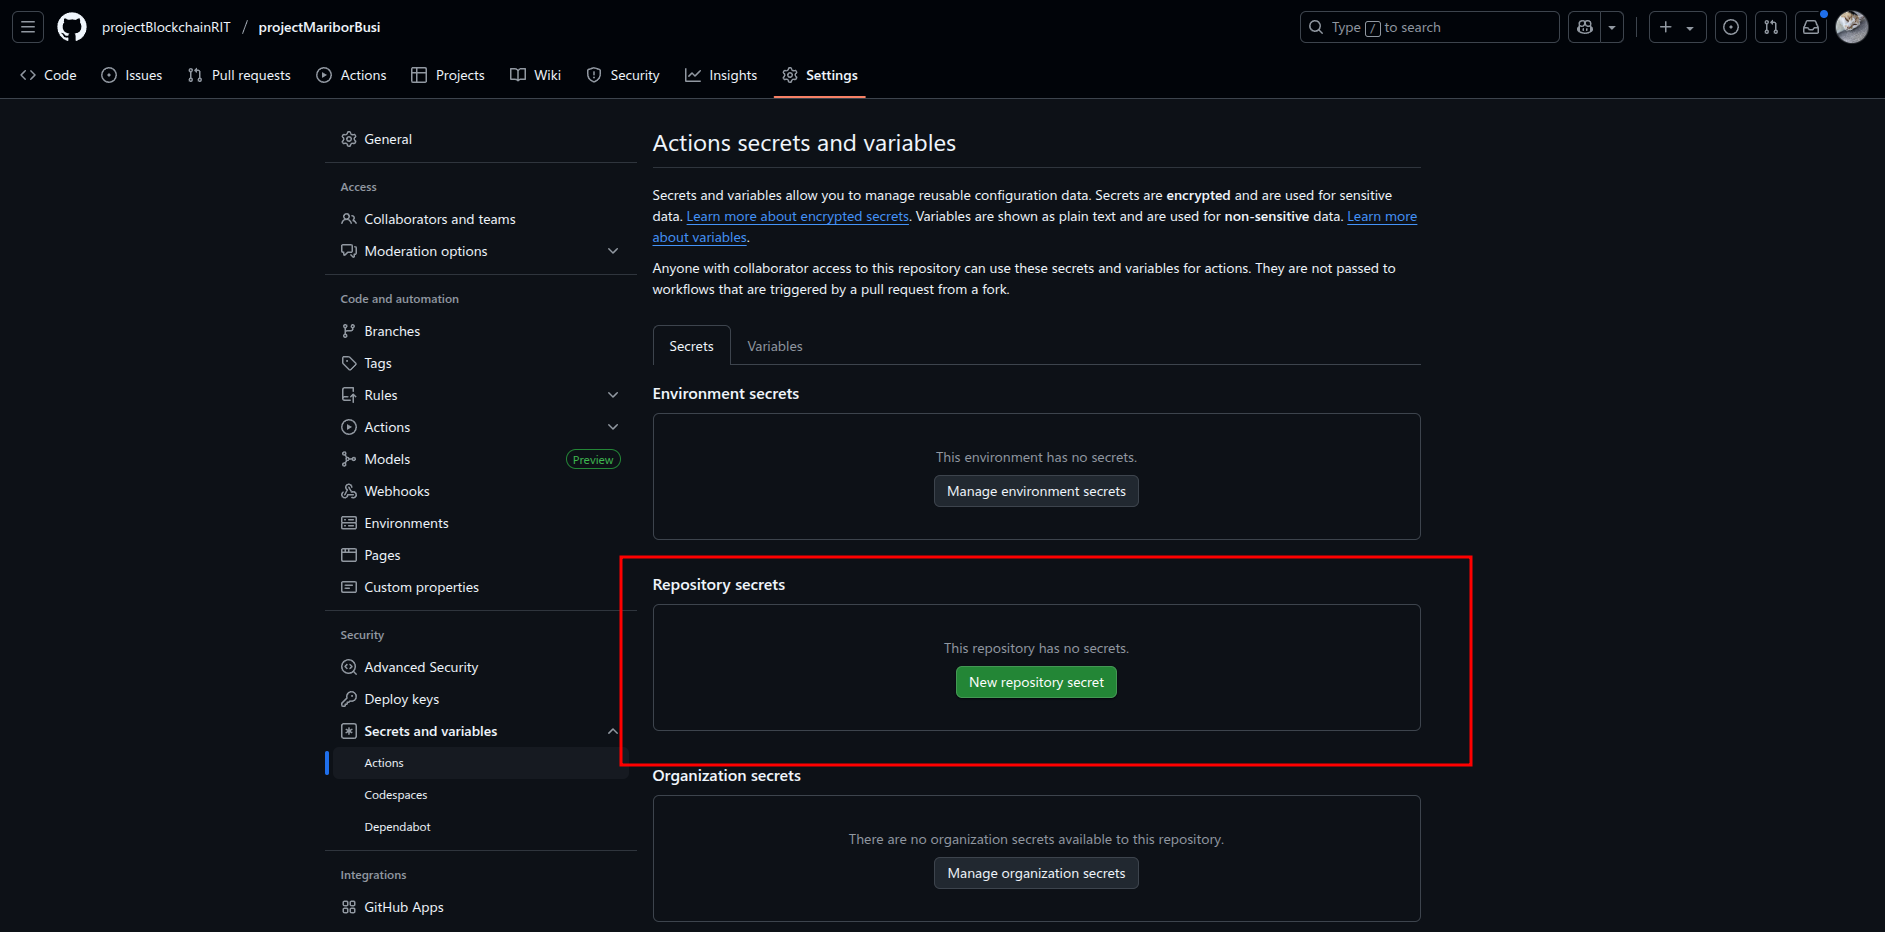 projectBlockchainRIT / projectMariborBusi
Type / to search
Code Issues Pull requests Actions Projects Wiki Security Insights Settings
General
Access
Collaborators and teams
Moderation options
Code and automation
Branches
Tags
Rules
Actions
Models Preview
Webhooks
Environments
Pages
Custom properties
Security
Advanced Security
Deploy keys
Secrets and variables
Actions
Codespaces
Dependabot
Integrations
GitHub Apps
Actions secrets and variables
Secrets and variables allow you to manage reusable configuration data. Secrets are encrypted and are used for sensitive
data. Learn more about encrypted secrets. Variables are shown as plain text and are used for non-sensitive data. Learn more
about variables.
Anyone with collaborator access to this repository can use these secrets and variables for actions. They are not passed to
workflows that are triggered by a pull request from a fork.
Secrets Variables
Environment secrets
This environment has no secrets.
Manage environment secrets
Repository secrets
This repository has no secrets.
New repository secret
Organization secrets
There are no organization secrets available to this repository.
Manage organization secrets